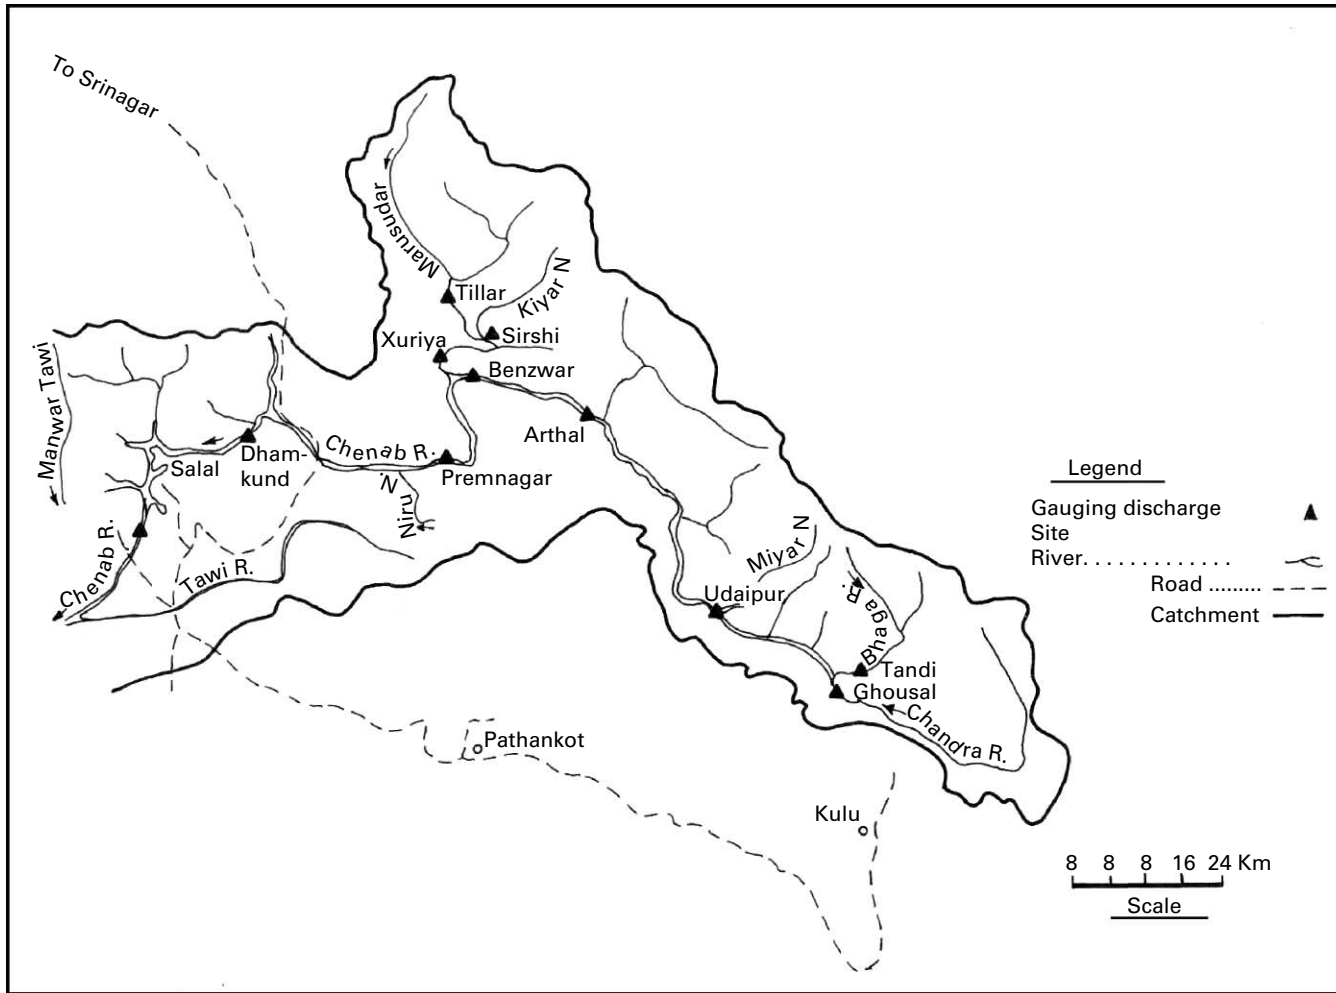 To Srinagar
Marusudar
Kiyar N
Tillar
Sirshi
Xuriya
Benzwar
Manwar Tawi
Arthal
Chenab R.
Salal
Dham-
kund
Premnagar
Niru N.
Chenab R.
Tawi R.
Miyar N
Udaipur
Bhaga R.
Tandi
Ghousal
Chandra R.
Pathankot
Kulu
Legend
Gauging discharge
Site
River. . . . . . . . . . . . .
Road .........
Catchment
8 8 8 16 24 Km
Scale